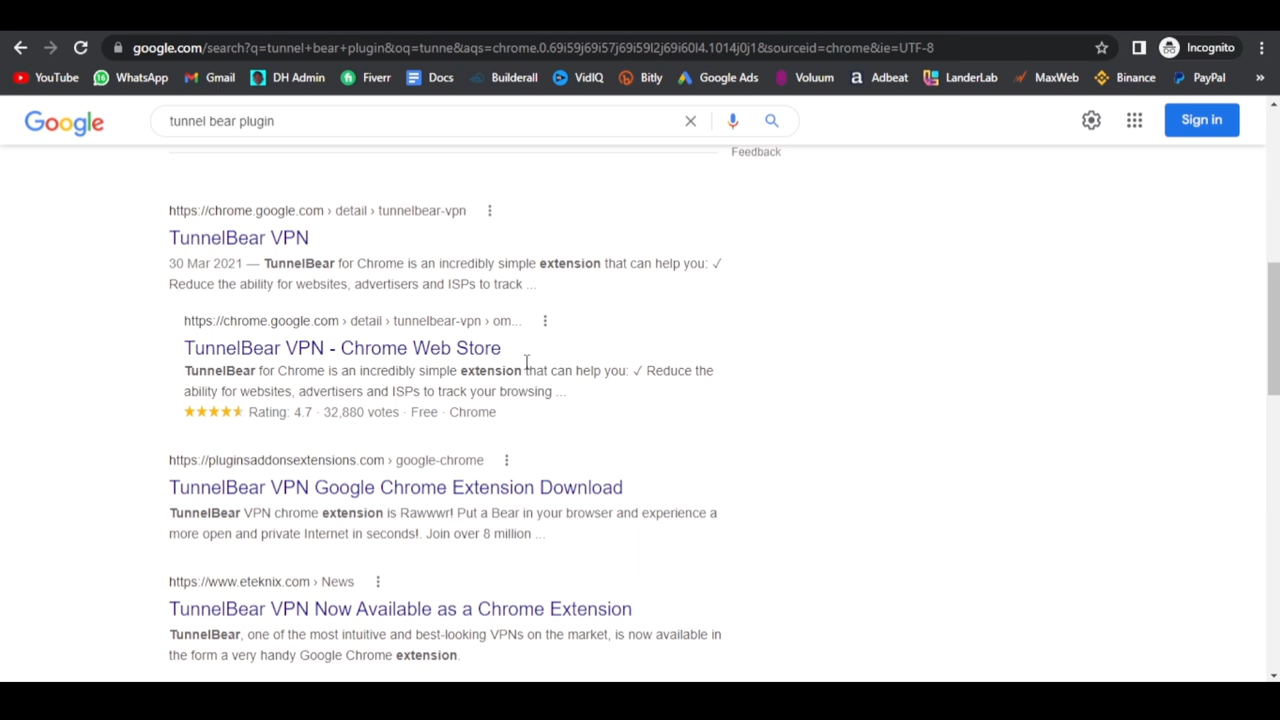 google.com/search?q=tunnel+bear+plugin&oq=tunne&aqs=chrome.0.69i59j69i57j69i59l2j69i60l4.1014j0j1&sourceid=chrome&ie=UTF-8
Incognito
YouTube WhatsApp Gmail DH Admin Fiverr Docs Builderall VidIQ Bitly Google Ads Voluum Adbeat LanderLab MaxWeb Binance PayPal »
Google tunnel bear plugin Sign in
Feedback
https://chrome.google.com › detail › tunnelbear-vpn
TunnelBear VPN
30 Mar 2021 — TunnelBear for Chrome is an incredibly simple extension that can help you: ✓
Reduce the ability for websites, advertisers and ISPs to track ...
https://chrome.google.com › detail › tunnelbear-vpn › om...
TunnelBear VPN - Chrome Web Store
TunnelBear for Chrome is an incredibly simple extension that can help you: ✓ Reduce the
ability for websites, advertisers and ISPs to track your browsing ...
Rating: 4.7 · 32,880 votes · Free · Chrome
https://pluginsaddonsextensions.com › google-chrome
TunnelBear VPN Google Chrome Extension Download
TunnelBear VPN chrome extension is Rawwwr! Put a Bear in your browser and experience a
more open and private Internet in seconds!. Join over 8 million ...
https://www.eteknix.com › News
TunnelBear VPN Now Available as a Chrome Extension
TunnelBear, one of the most intuitive and best-looking VPNs on the market, is now available in
the form a very handy Google Chrome extension.